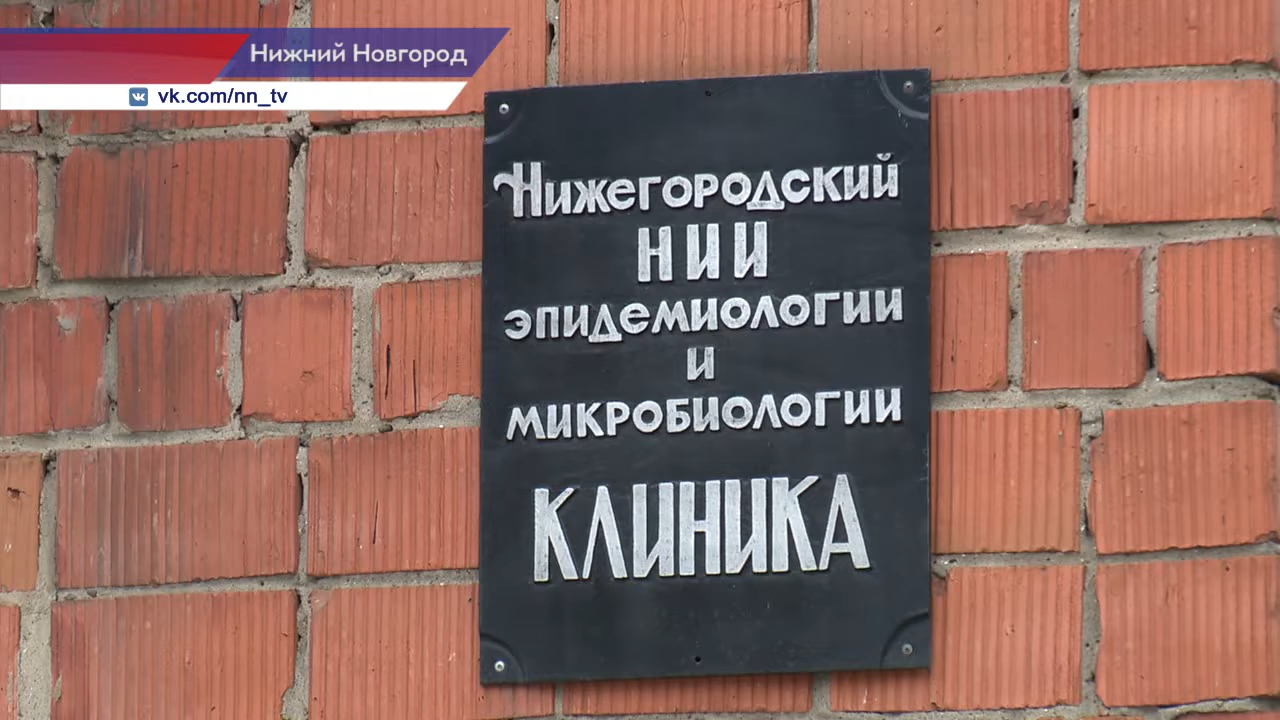 Нижний Новгород
vk.com/nn_tv
Нижегородский
НИИ
эпидемиологии
и
микробиологии
КЛИНИКА